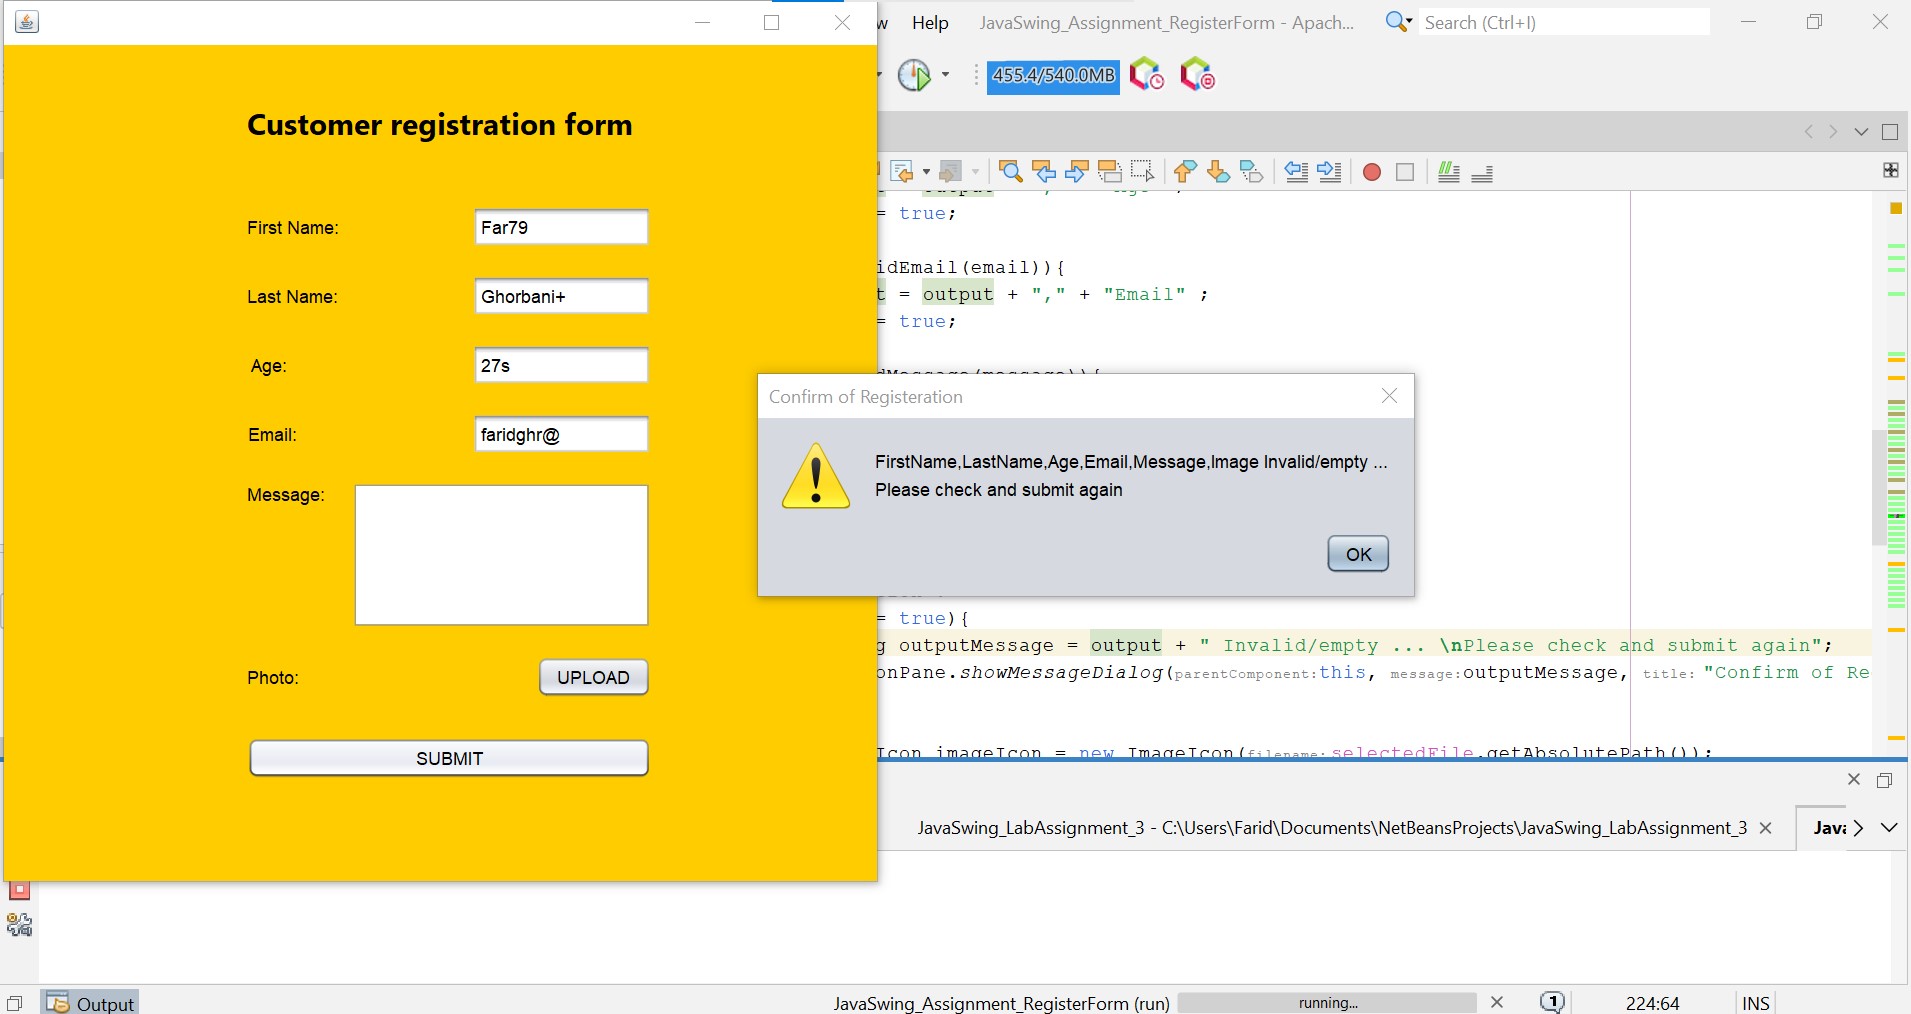 w Help JavaSwing_Assignment_RegisterForm - Apach... Search (Ctrl+I)
455.4/540.0MB
Customer registration form
First Name: Far79
Last Name: Ghorbani+
Age: 27s
Email: faridghr@
Message:
Photo: UPLOAD
SUBMIT
= true;
idEmail(email)){
t = output + "," + "Email" ;
= true;
Confirm of Registeration
FirstName,LastName,Age,Email,Message,Image Invalid/empty ...
Please check and submit again
OK
= true){
g outputMessage = output + " Invalid/empty ... \nPlease check and submit again";
onPane.showMessageDialog(parentComponent:this, message:outputMessage, title: "Confirm of Re
Icon imageIcon = new ImageIcon(filename: selectedFile.getAbsolutePath());
JavaSwing_LabAssignment_3 - C:\Users\Farid\Documents\NetBeansProjects\JavaSwing_LabAssignment_3 Java
Output JavaSwing_Assignment_RegisterForm (run) running... 1 224:64 INS